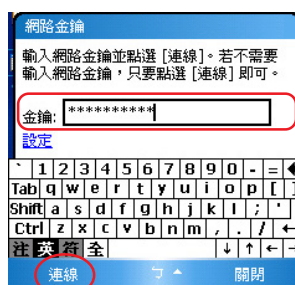 網路金鑰
輸入網路金鑰並點選 [連線]。若不需要
輸入網路金鑰，只要點選 [連線] 即可。
金鑰: **********
設定
` 1 2 3 4 5 6 7 8 9 0 - =
Tab q w e r t y u i o p [ ]
Shift a s d f g h j k l ; '
Ctrl z x c v b n m , . /
注 英 符 全 ↓ ↑ ← →
連線 ㄅ 關閉